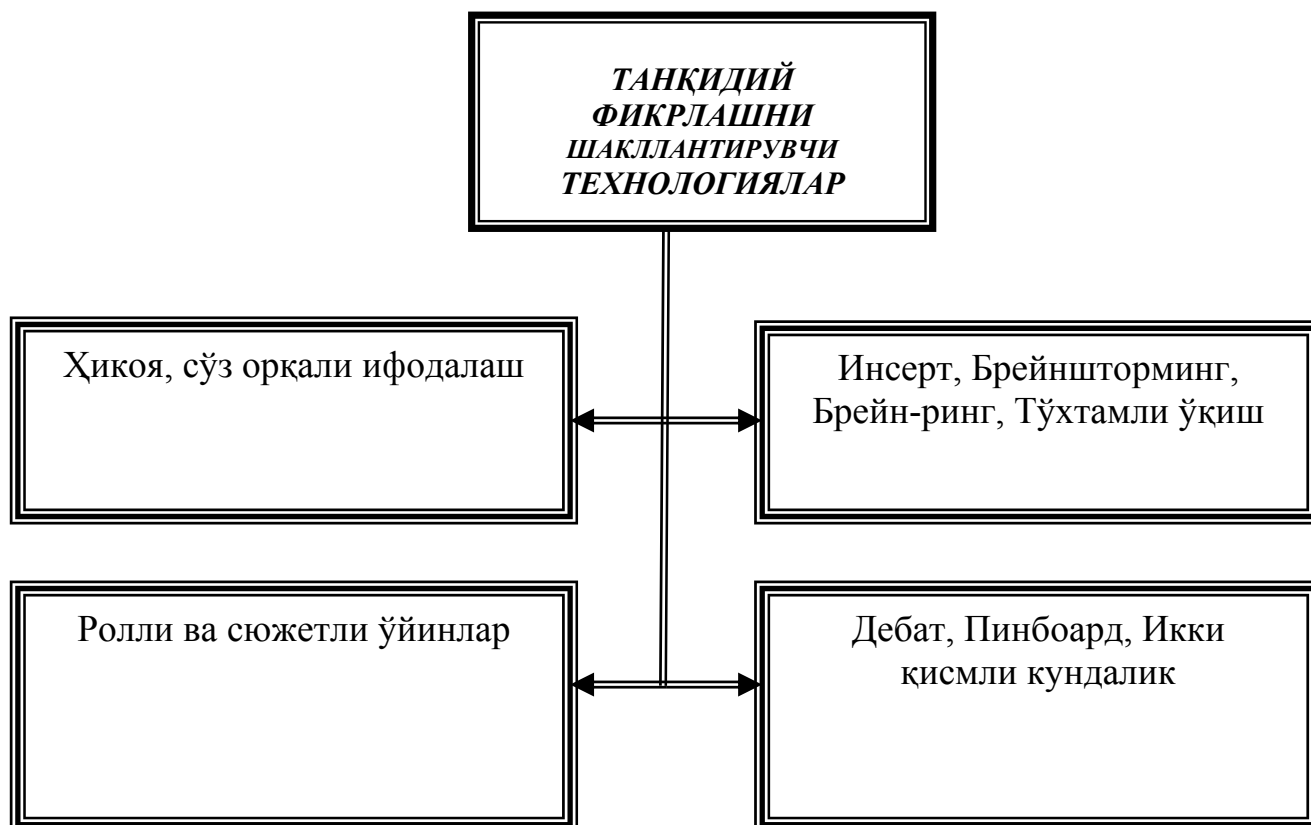 ТАНҚИДИЙ
ФИКРЛАШНИ
ШАКЛЛАНТИРУВЧИ
ТЕХНОЛОГИЯЛАР
Ҳикоя, сўз орқали ифодалаш
Инсерт, Брейншторминг,
Брейн-ринг, Тўхтамли ўқиш
Ролли ва сюжетли ўйинлар
Дебат, Пинбоард, Икки
қисмли кундалик